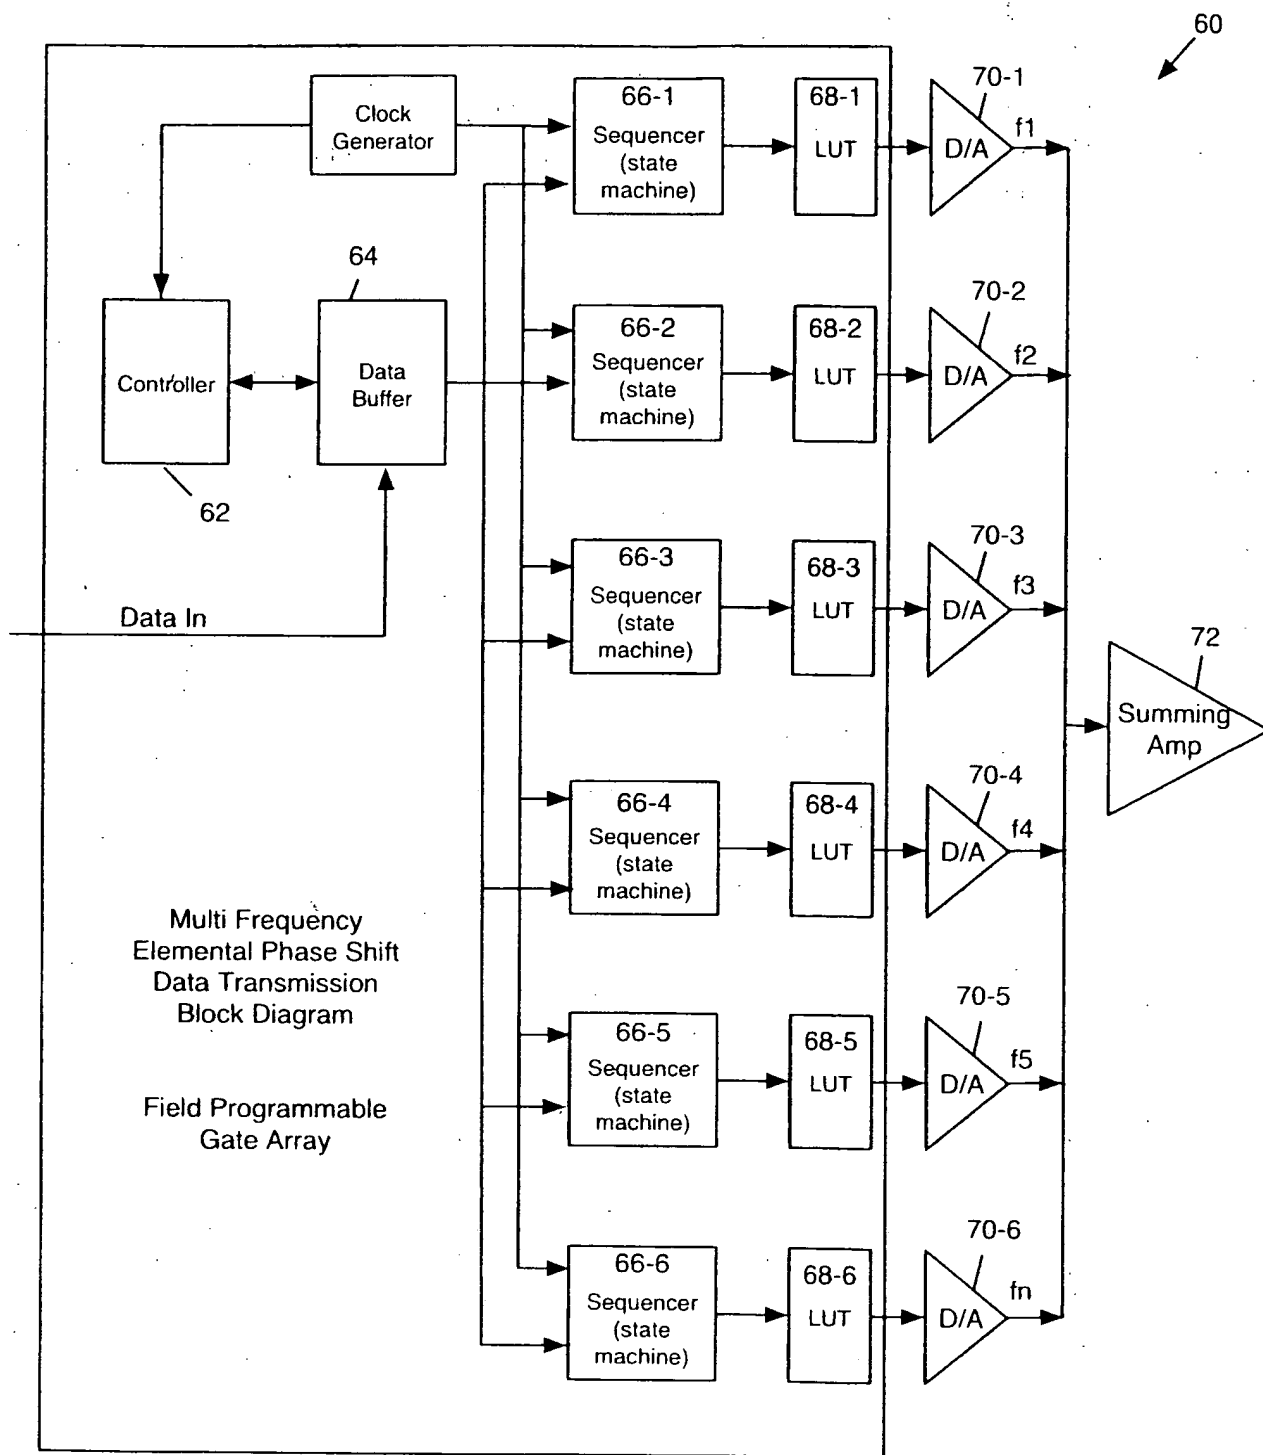 60
Clock
Generator
66-1
Sequencer
(state
machine)
68-1
LUT
70-1
D/A
f1
64
Controller
62
Data
Buffer
66-2
Sequencer
(state
machine)
68-2
LUT
70-2
D/A
f2
Data In
66-3
Sequencer
(state
machine)
68-3
LUT
70-3
D/A
f3
72
Summing
Amp
66-4
Sequencer
(state
machine)
68-4
LUT
70-4
D/A
f4
Multi Frequency
Elemental Phase Shift
Data Transmission
Block Diagram
Field Programmable
Gate Array
66-5
Sequencer
(state
machine)
68-5
LUT
70-5
D/A
f5
66-6
Sequencer
(state
machine)
68-6
LUT
70-6
D/A
fn